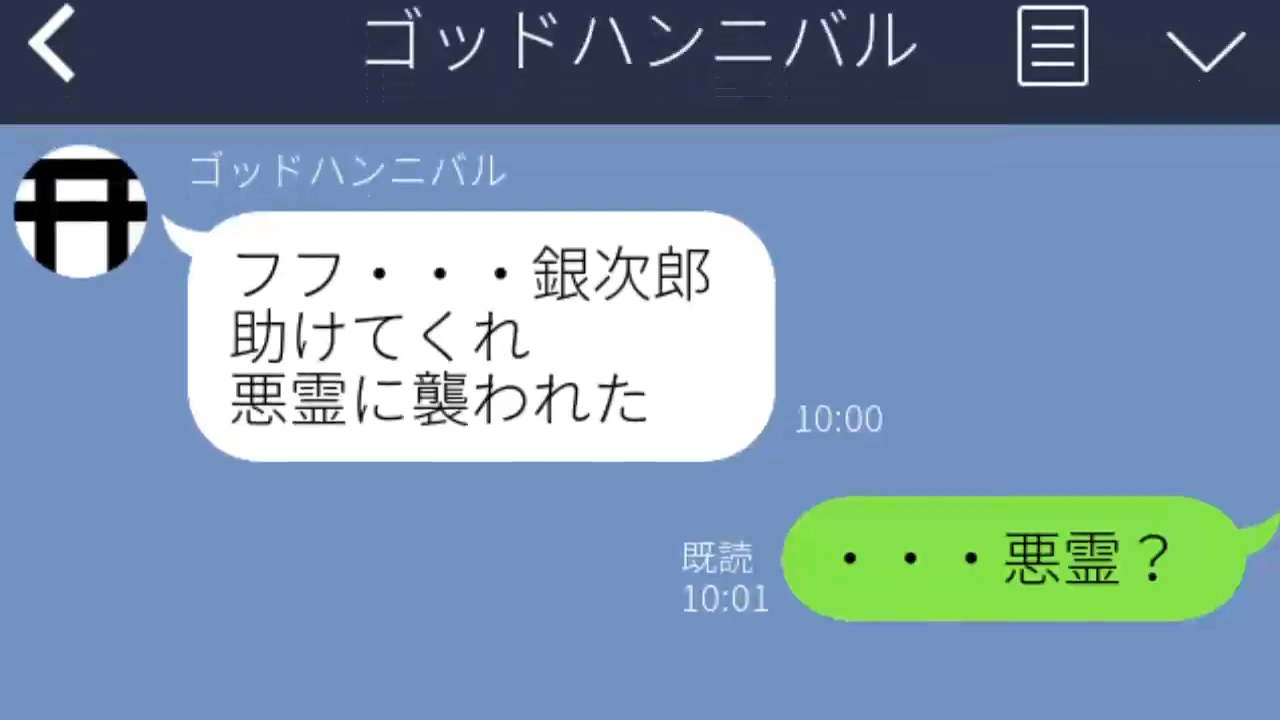 ゴッドハンニバル
ゴッドハンニバル
フフ・・・銀次郎
助けてくれ
悪霊に襲われた
10:00
・・・悪霊？
既読
10:01